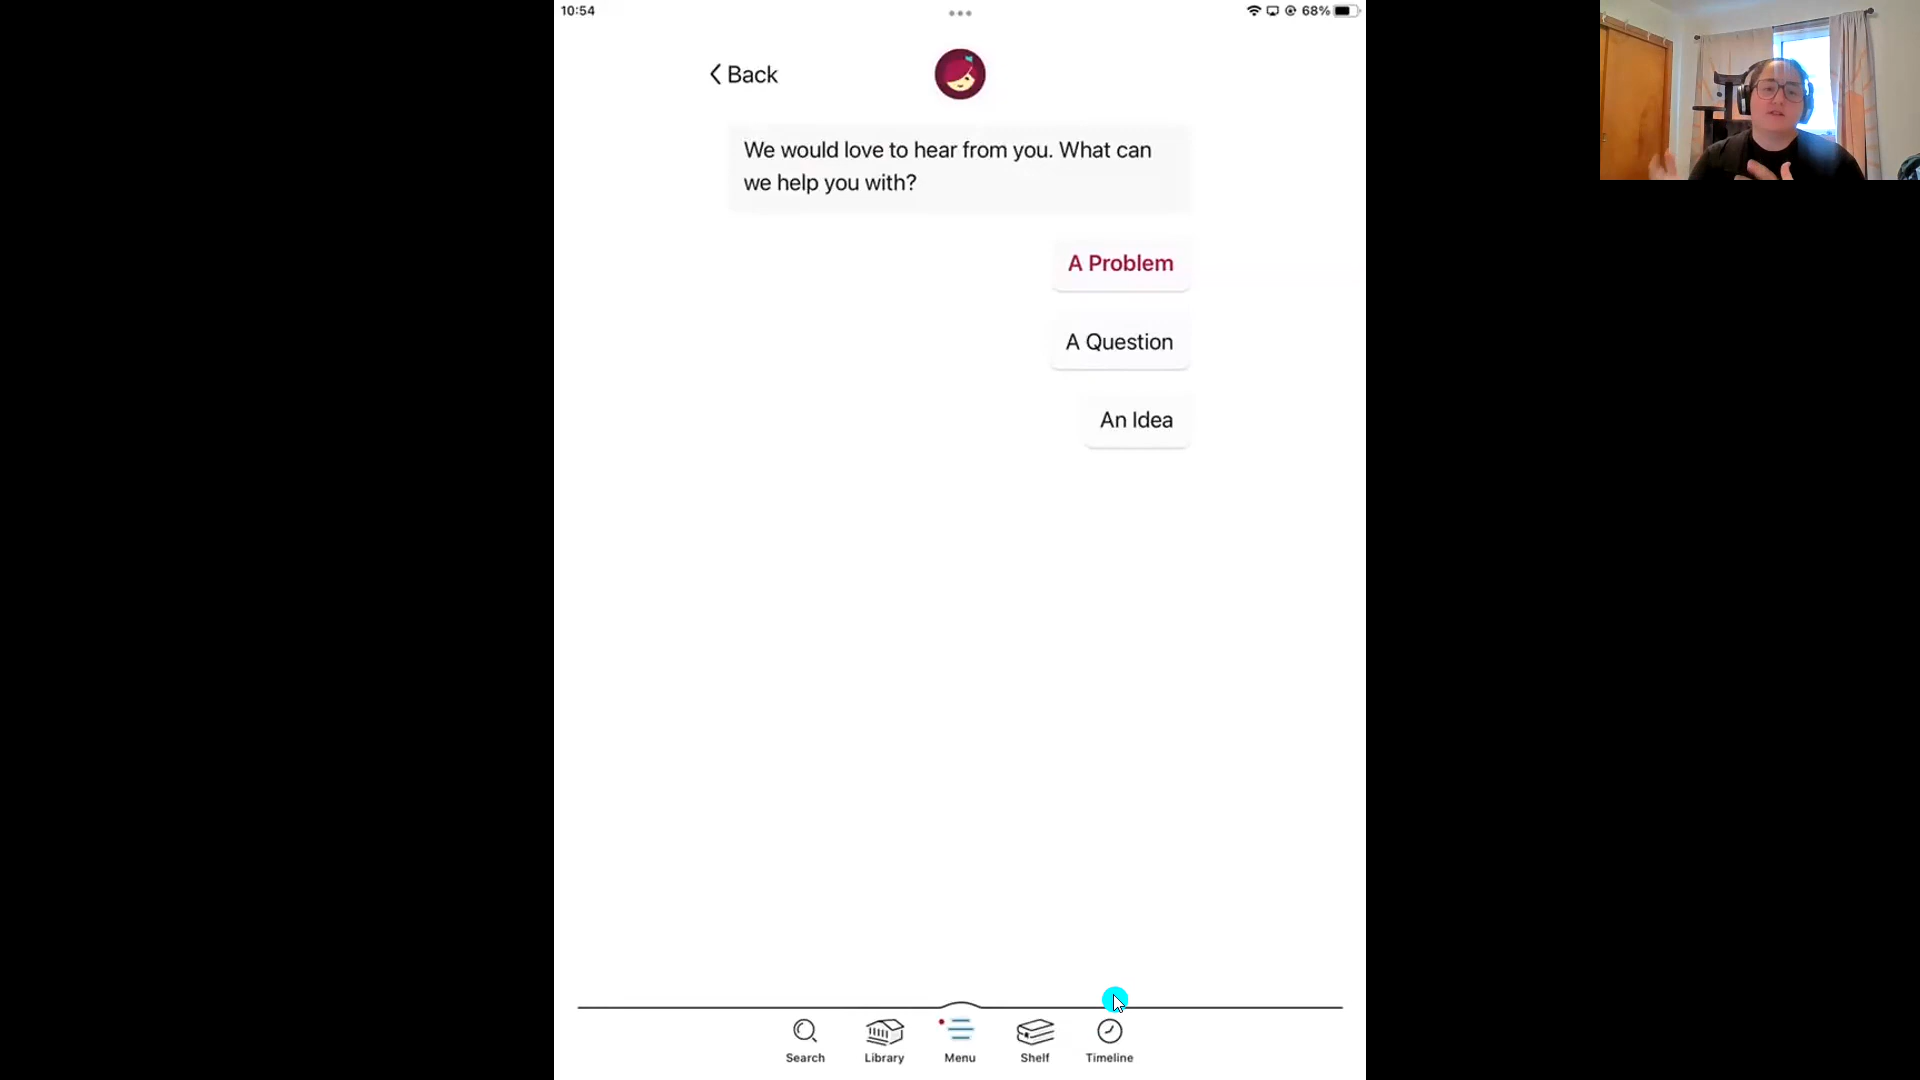 10:54
68%
Back
We would love to hear from you. What can
we help you with?
A Problem
A Question
An Idea
Search
Library
Menu
Shelf
Timeline